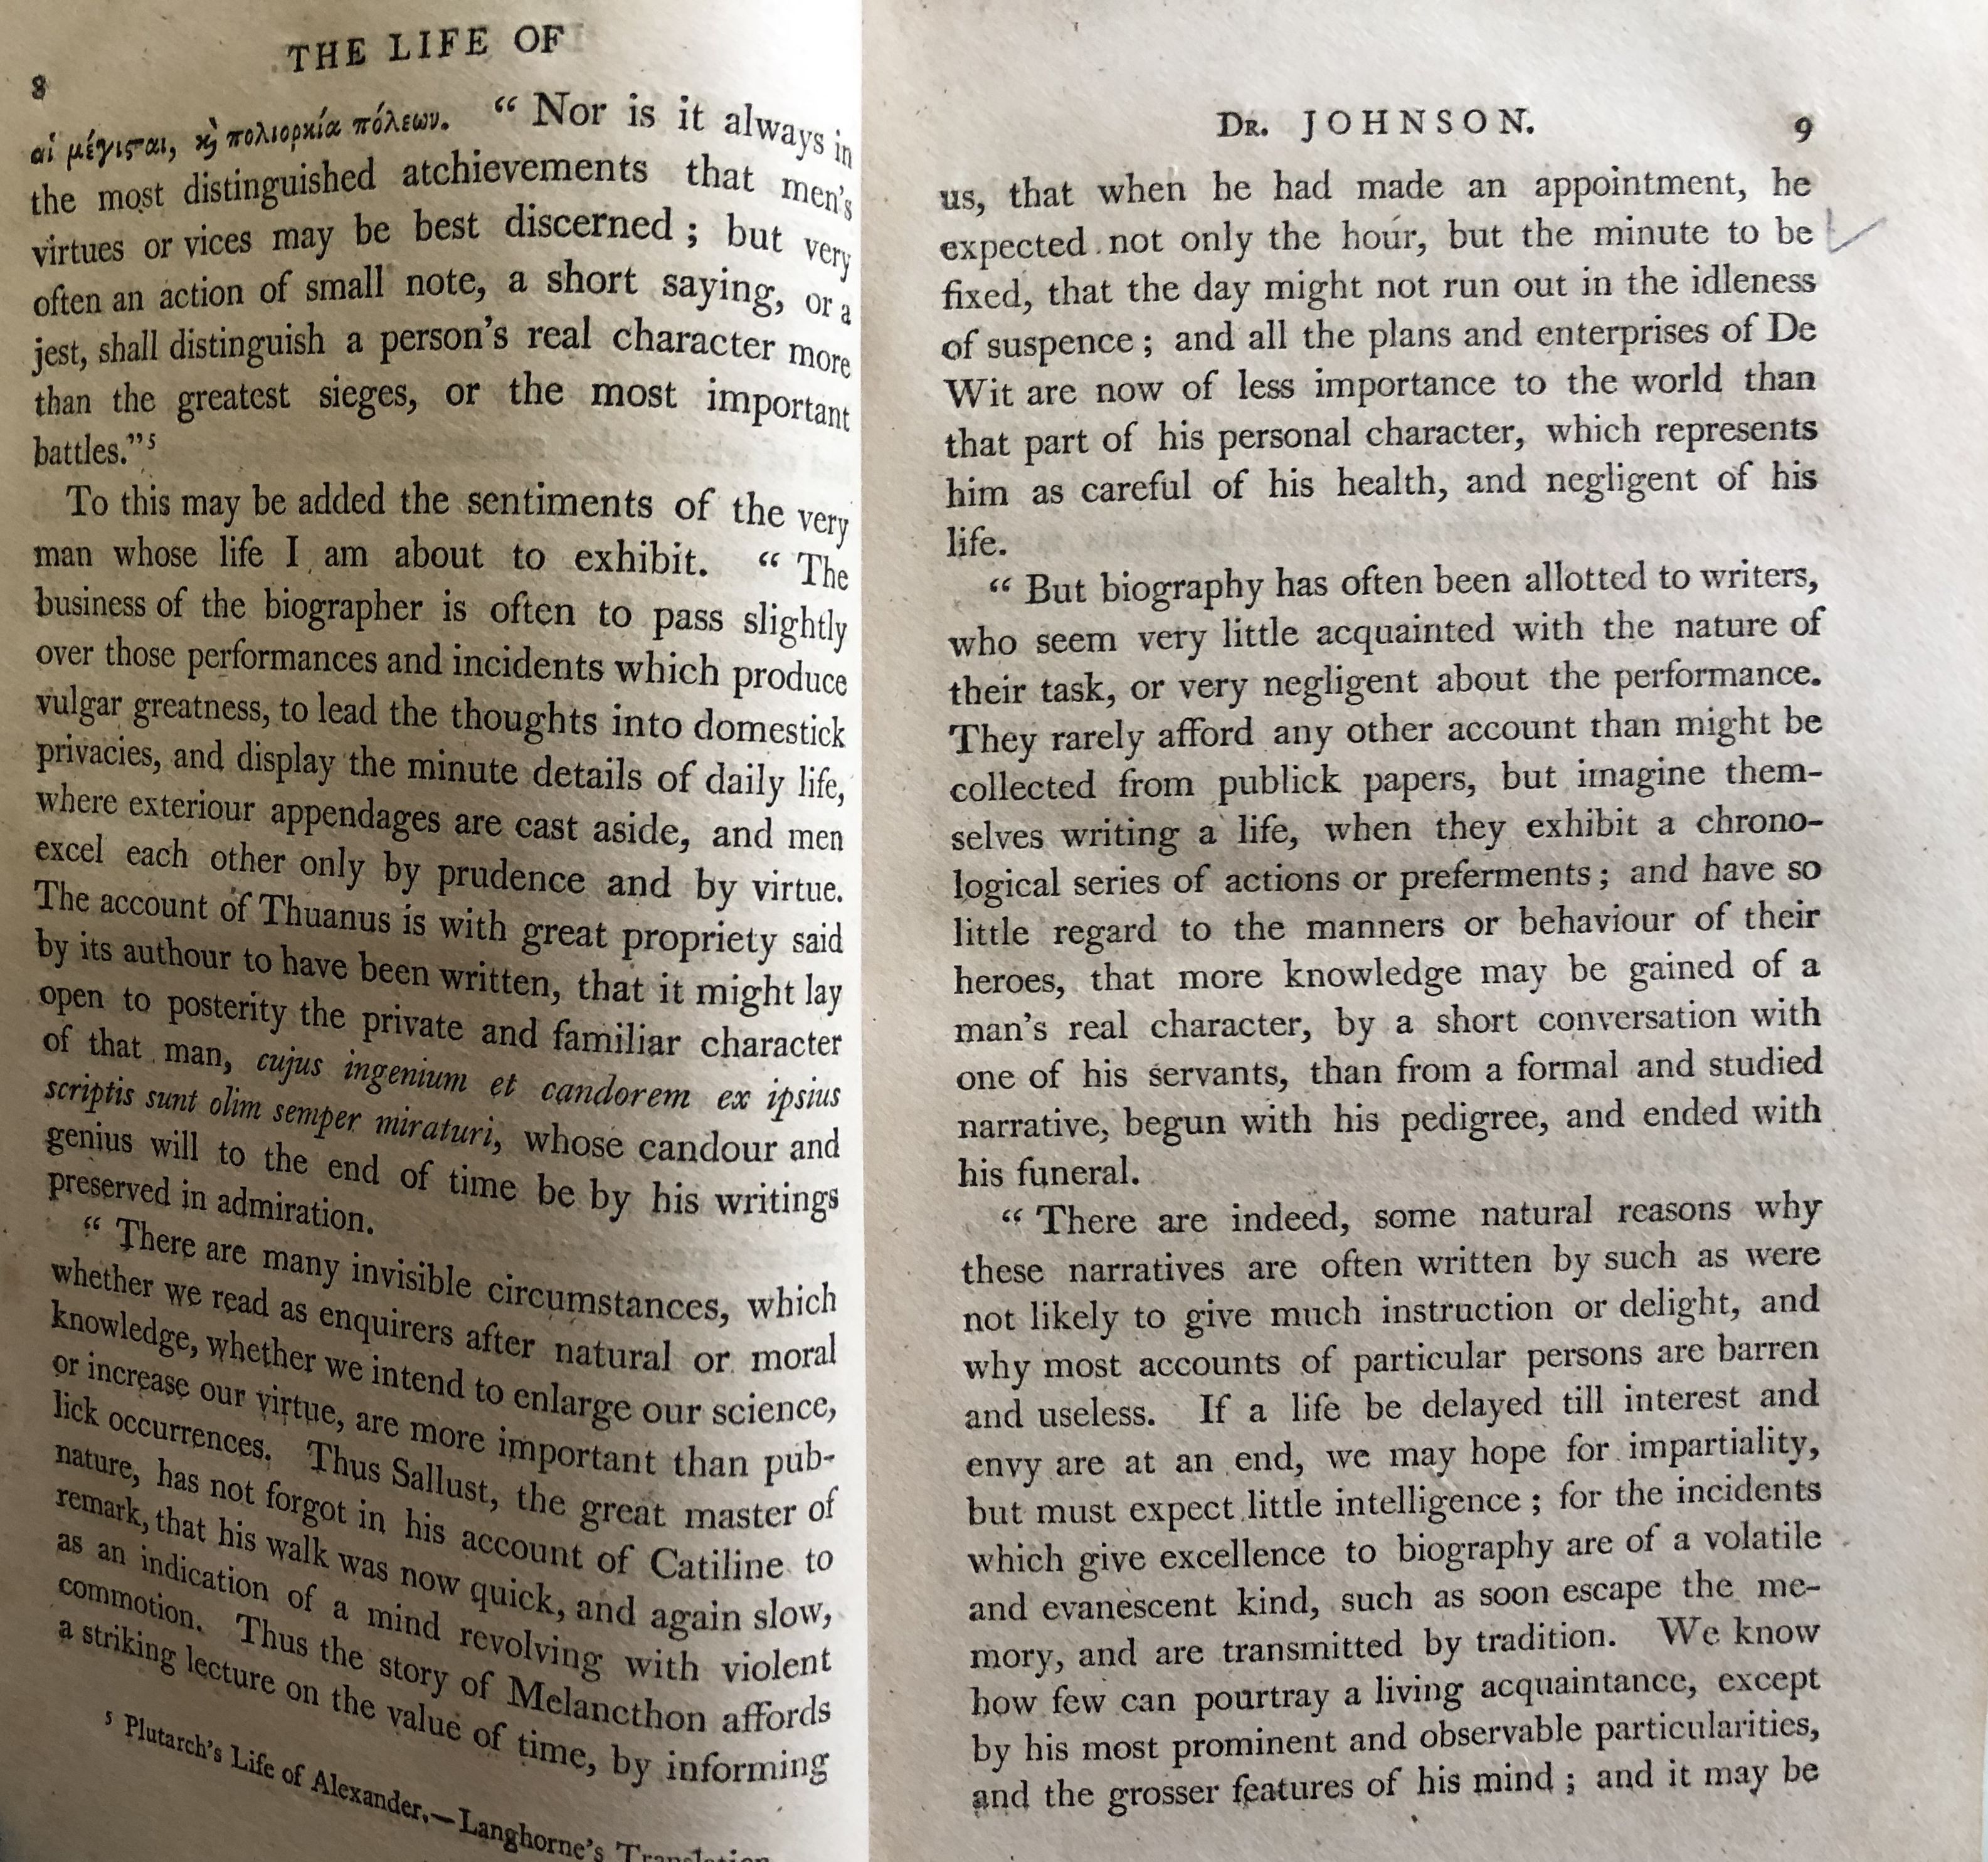 THE LIFE OF
8
αἱ μέγιϛαι, ϗ̀ πολιορκία πόλεων. “ Nor is it always in
the most distinguished atchievements that men’s
virtues or vices may be best discerned ; but very
often an action of small note, a short saying, or a
jest, shall distinguish a person’s real character more
than the greatest sieges, or the most important
battles.”⁵
To this may be added the sentiments of the very
man whose life I am about to exhibit. “ The
business of the biographer is often to pass slightly
over those performances and incidents which produce
vulgar greatness, to lead the thoughts into domestick
privacies, and display the minute details of daily life,
where exteriour appendages are cast aside, and men
excel each other only by prudence and by virtue.
The account of Thuanus is with great propriety said
by its authour to have been written, that it might lay
open to posterity the private and familiar character
of that man, cujus ingenium et candorem ex ipsius
scriptis sunt olim semper miraturi, whose candour and
genius will to the end of time be by his writings
preserved in admiration.
“ There are many invisible circumstances, which
whether we read as enquirers after natural or moral
knowledge, whether we intend to enlarge our science,
or increase our virtue, are more important than pub-
lick occurrences. Thus Sallust, the great master of
nature, has not forgot in his account of Catiline to
remark, that his walk was now quick, and again slow,
as an indication of a mind revolving with violent
commotion. Thus the story of Melancthon affords
a striking lecture on the value of time, by informing
⁵ Plutarch’s Life of Alexander.—Langhorne’s Translation
DR. JOHNSON.
9
us, that when he had made an appointment, he
expected not only the hour, but the minute to be
fixed, that the day might not run out in the idleness
of suspence ; and all the plans and enterprises of De
Wit are now of less importance to the world than
that part of his personal character, which represents
him as careful of his health, and negligent of his
life.
“ But biography has often been allotted to writers,
who seem very little acquainted with the nature of
their task, or very negligent about the performance.
They rarely afford any other account than might be
collected from publick papers, but imagine them-
selves writing a life, when they exhibit a chrono-
logical series of actions or preferments ; and have so
little regard to the manners or behaviour of their
heroes, that more knowledge may be gained of a
man’s real character, by a short conversation with
one of his servants, than from a formal and studied
narrative, begun with his pedigree, and ended with
his funeral.
“ There are indeed, some natural reasons why
these narratives are often written by such as were
not likely to give much instruction or delight, and
why most accounts of particular persons are barren
and useless. If a life be delayed till interest and
envy are at an end, we may hope for impartiality,
but must expect little intelligence ; for the incidents
which give excellence to biography are of a volatile
and evanescent kind, such as soon escape the me-
mory, and are transmitted by tradition. We know
how few can pourtray a living acquaintance, except
by his most prominent and observable particularities,
and the grosser features of his mind ; and it may be